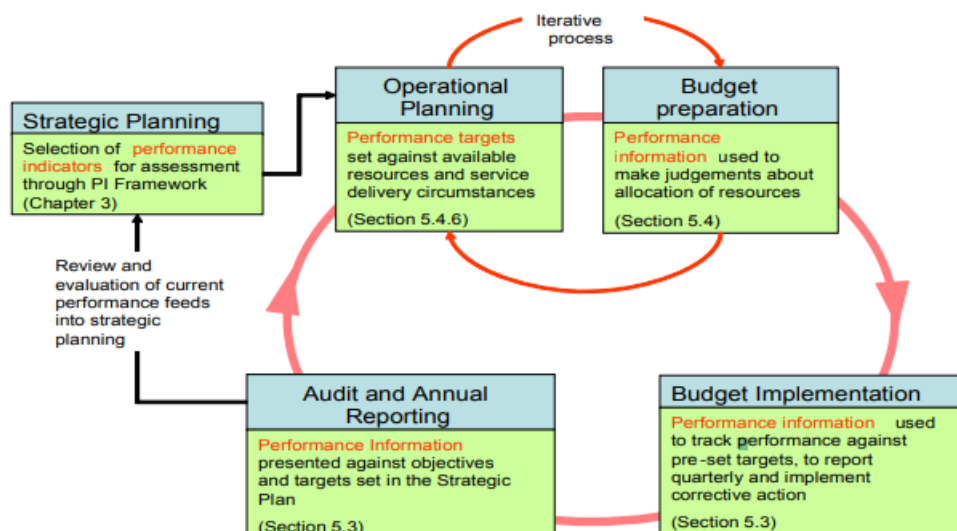 Iterative
process
Operational
Planning
Performance targets
set against available
resources and service
delivery circumstances
(Section 5.4.6)
Budget
preparation
Performance
information used to
make judgements about
allocation of resources
(Section 5.4)
Strategic Planning
Selection of performance
indicators for assessment
through PI Framework
(Chapter 3)
Review and
evaluation of current
performance feeds
into strategic
planning
Audit and Annual
Reporting
Performance Information
presented against objectives
and targets set in the Strategic
Plan
(Section 5.3)
Budget Implementation
Performance information used
to track performance against
pre-set targets, to report
quarterly and implement
corrective action
(Section 5.3)